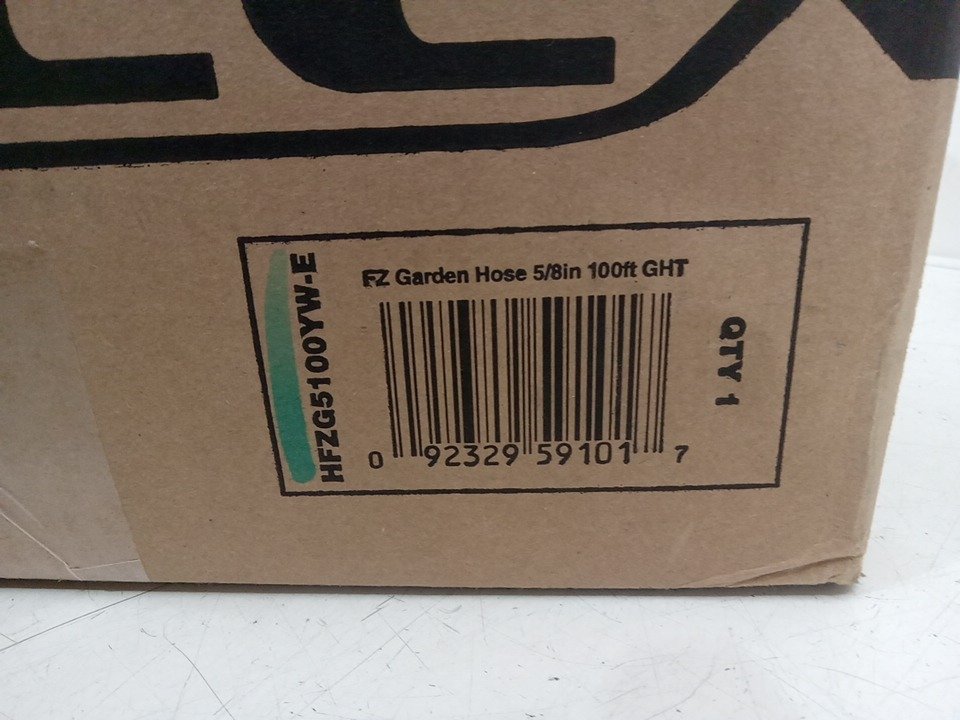 FZ Garden Hose 5/8in 100ft GHT
HFZG5100YW-E
QTY 1
0 92329 59101 7